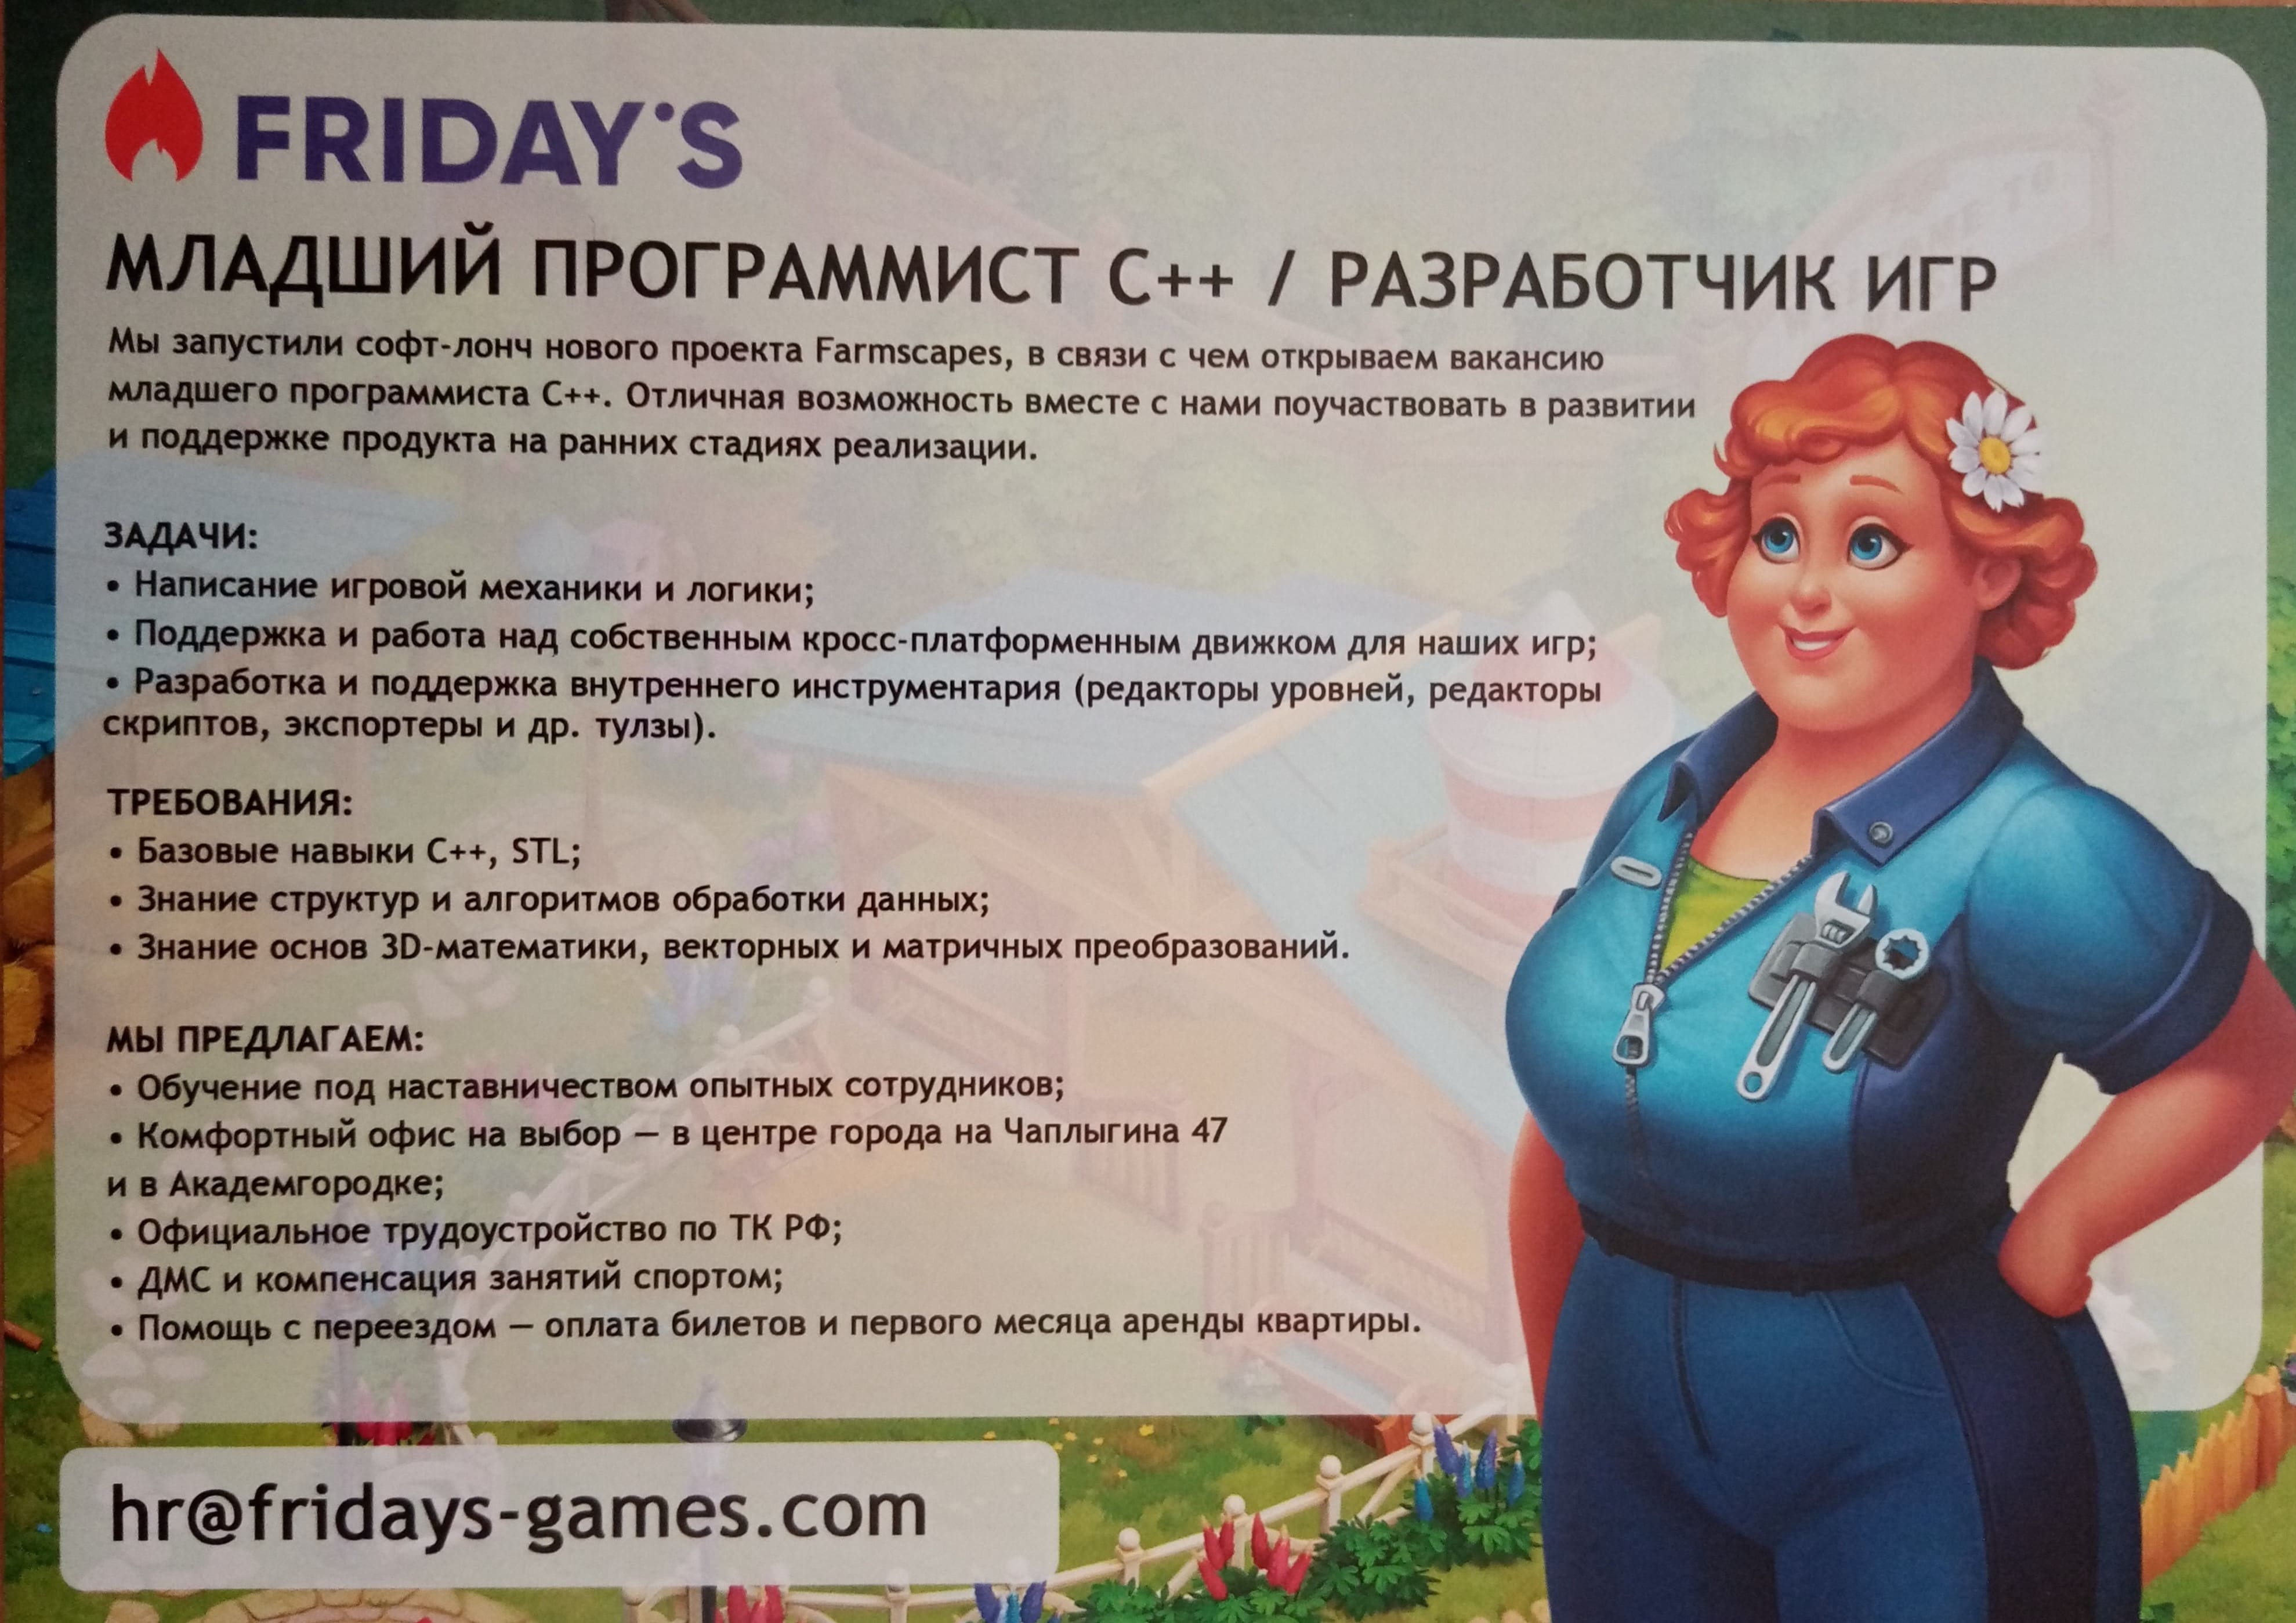 FRIDAY'S
МЛАДШИЙ ПРОГРАММИСТ C++ / РАЗРАБОТЧИК ИГР
Мы запустили софт-лонч нового проекта Farmscapes, в связи с чем открываем вакансию
младшего программиста C++. Отличная возможность вместе с нами поучаствовать в развитии
и поддержке продукта на ранних стадиях реализации.
ЗАДАЧИ:
• Написание игровой механики и логики;
• Поддержка и работа над собственным кросс-платформенным движком для наших игр;
• Разработка и поддержка внутреннего инструментария (редакторы уровней, редакторы
скриптов, экспортеры и др. тулзы).
ТРЕБОВАНИЯ:
• Базовые навыки C++, STL;
• Знание структур и алгоритмов обработки данных;
• Знание основ 3D-математики, векторных и матричных преобразований.
МЫ ПРЕДЛАГАЕМ:
• Обучение под наставничеством опытных сотрудников;
• Комфортный офис на выбор — в центре города на Чаплыгина 47
и в Академгородке;
• Официальное трудоустройство по ТК РФ;
• ДМС и компенсация занятий спортом;
• Помощь с переездом — оплата билетов и первого месяца аренды квартиры.
hr@fridays-games.com